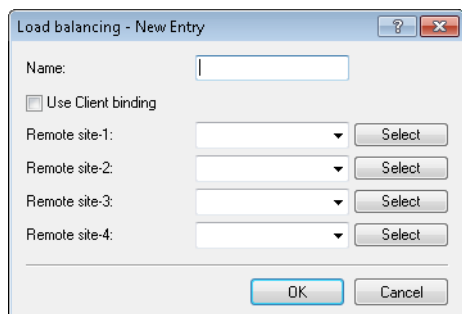 Load balancing - New Entry
Name:
Use Client binding
Remote site-1: Select
Remote site-2: Select
Remote site-3: Select
Remote site-4: Select
OK Cancel